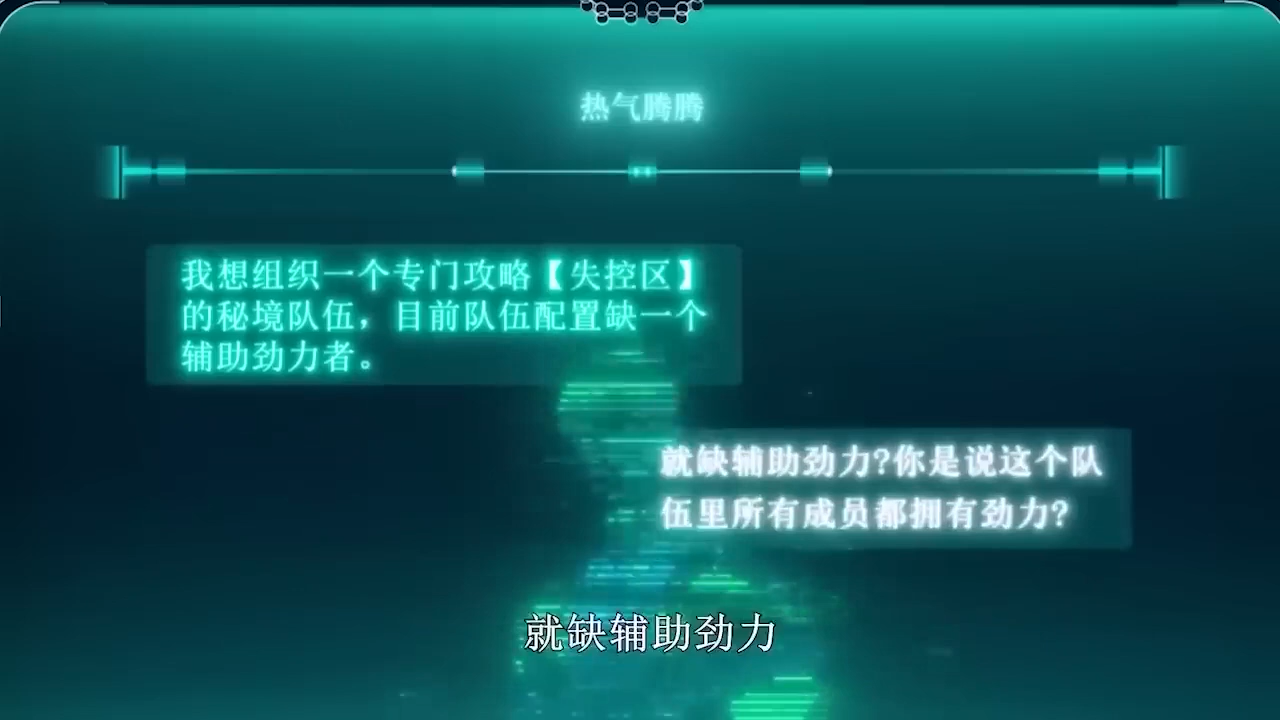 热气腾腾
我想组织一个专门攻略【失控区】
的秘境队伍，目前队伍配置缺一个
辅助劲力者。
就缺辅助劲力?你是说这个队
伍里所有成员都拥有劲力?
就缺辅助劲力